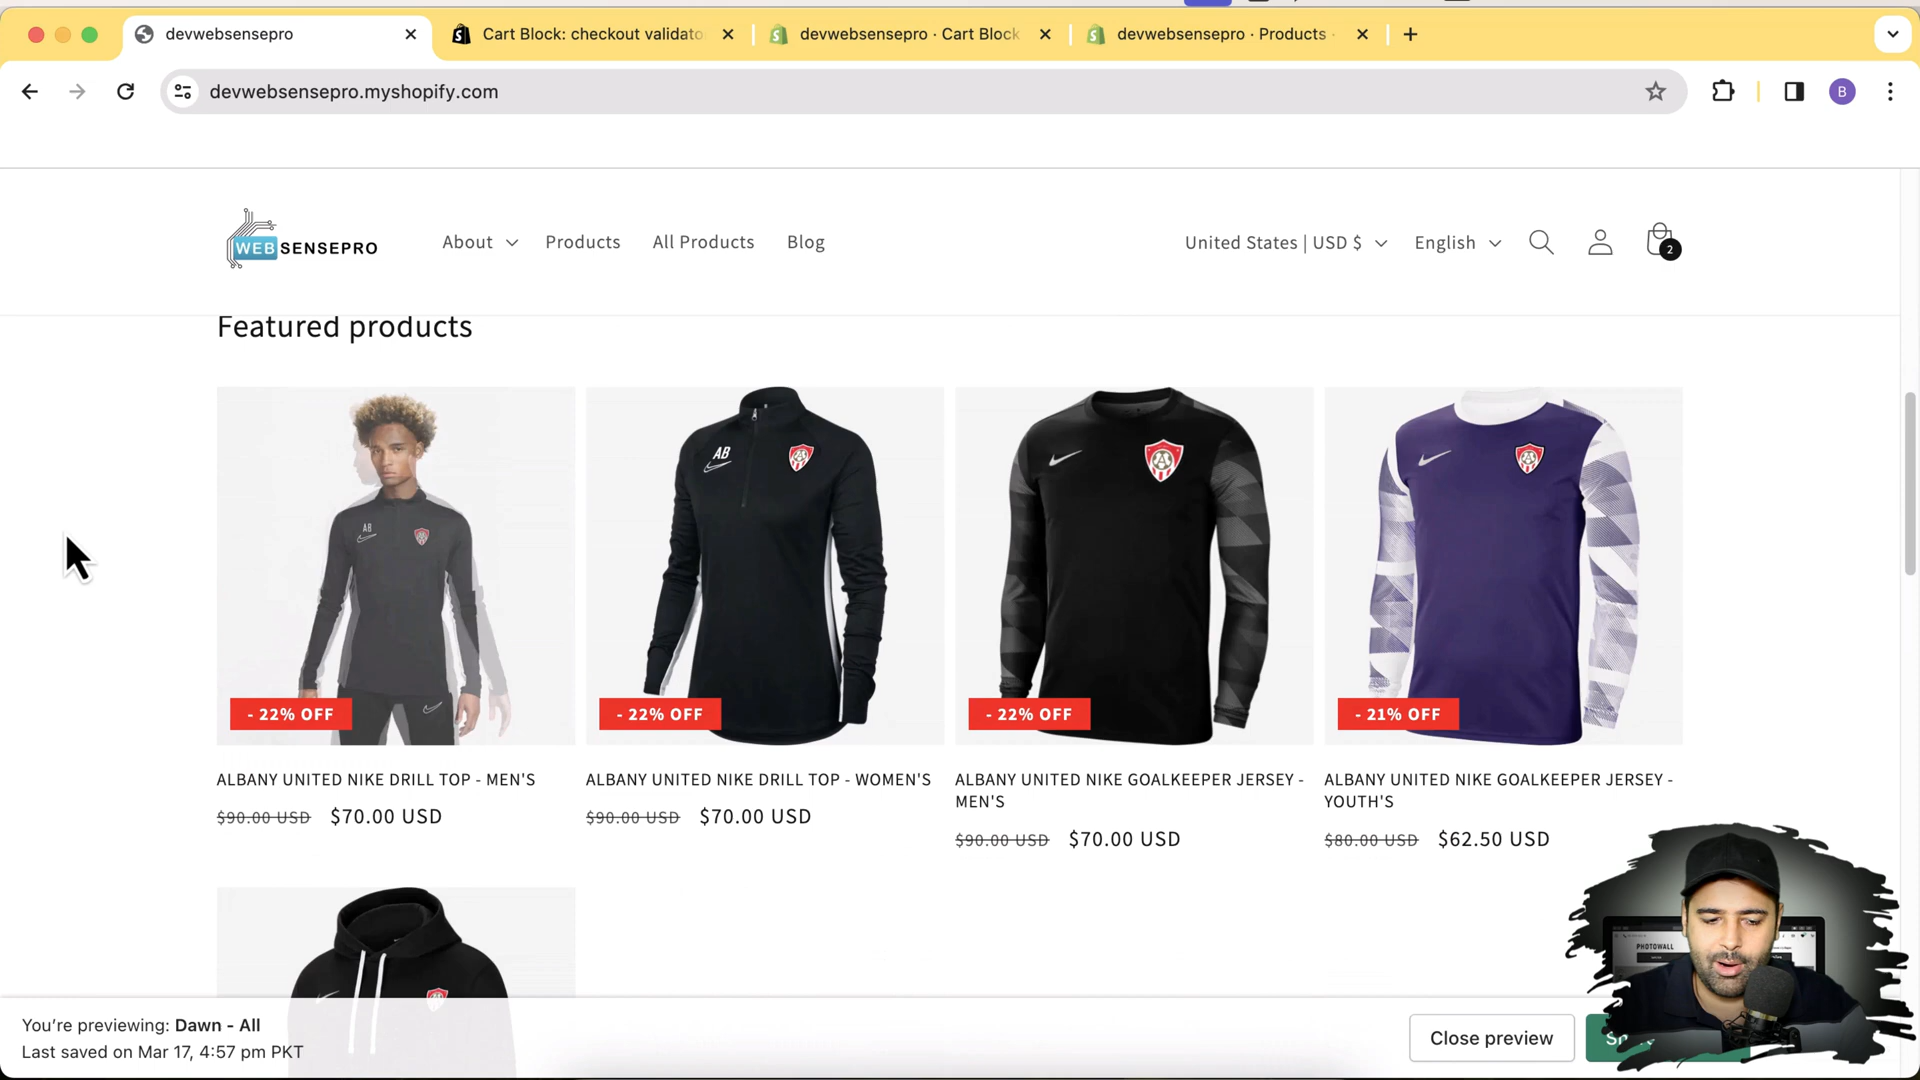 devwebsensepro
Cart Block: checkout validato
devwebsensepro · Cart Block
devwebsensepro · Products ·
devwebsensepro.myshopify.com
B
WEBSENSEPRO
About
Products
All Products
Blog
United States | USD $
English
2
Featured products
AB
AB
- 22% OFF
- 22% OFF
- 22% OFF
- 21% OFF
ALBANY UNITED NIKE DRILL TOP - MEN'S
$90.00 USD $70.00 USD
ALBANY UNITED NIKE DRILL TOP - WOMEN'S
$90.00 USD $70.00 USD
ALBANY UNITED NIKE GOALKEEPER JERSEY -
MEN'S
$90.00 USD $70.00 USD
ALBANY UNITED NIKE GOALKEEPER JERSEY -
YOUTH'S
$80.00 USD $62.50 USD
PHOTOWALL
You're previewing: Dawn - All
Last saved on Mar 17, 4:57 pm PKT
Close preview